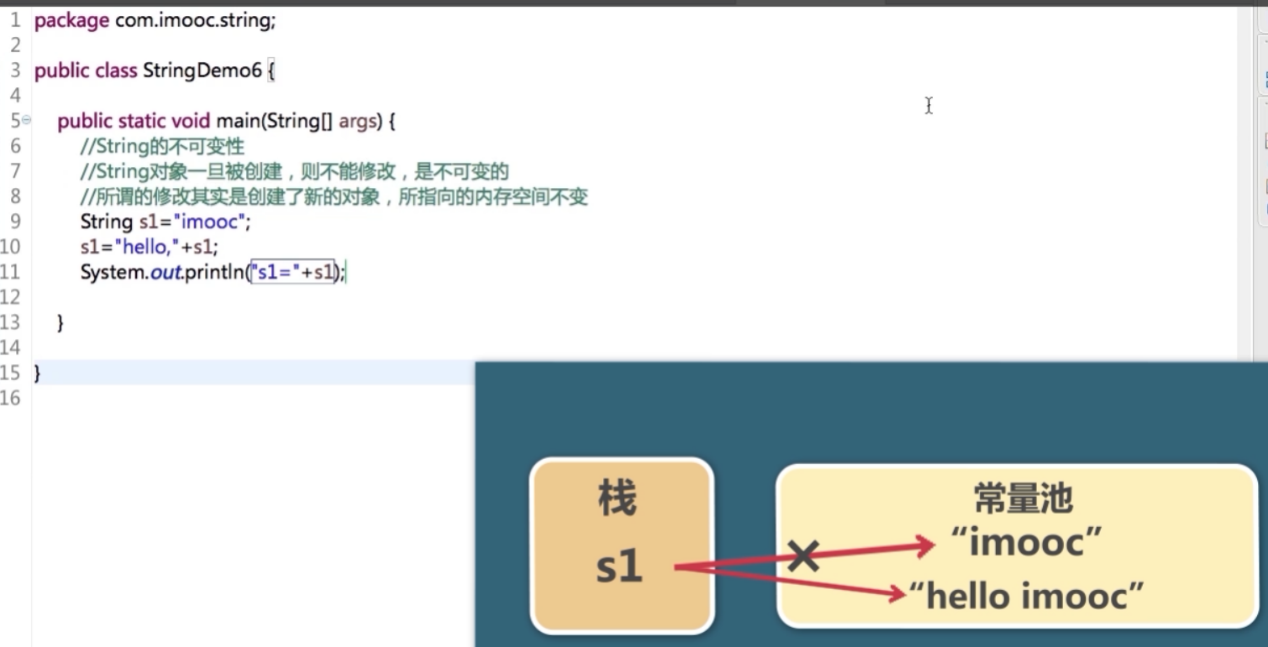 1 package com.imooc.string;
2
3 public class StringDemo6 {
4
5 public static void main(String[] args) {
6 //String的不可变性
7 //String对象一旦被创建，则不能修改，是不可变的
8 //所谓的修改其实是创建了新的对象，所指向的内存空间不变
9 String s1="imooc";
10 s1="hello,"+s1;
11 System.out.println("s1="+s1);
12
13 }
14
15 }
16
栈
s1
常量池
“imooc”
“hello imooc”